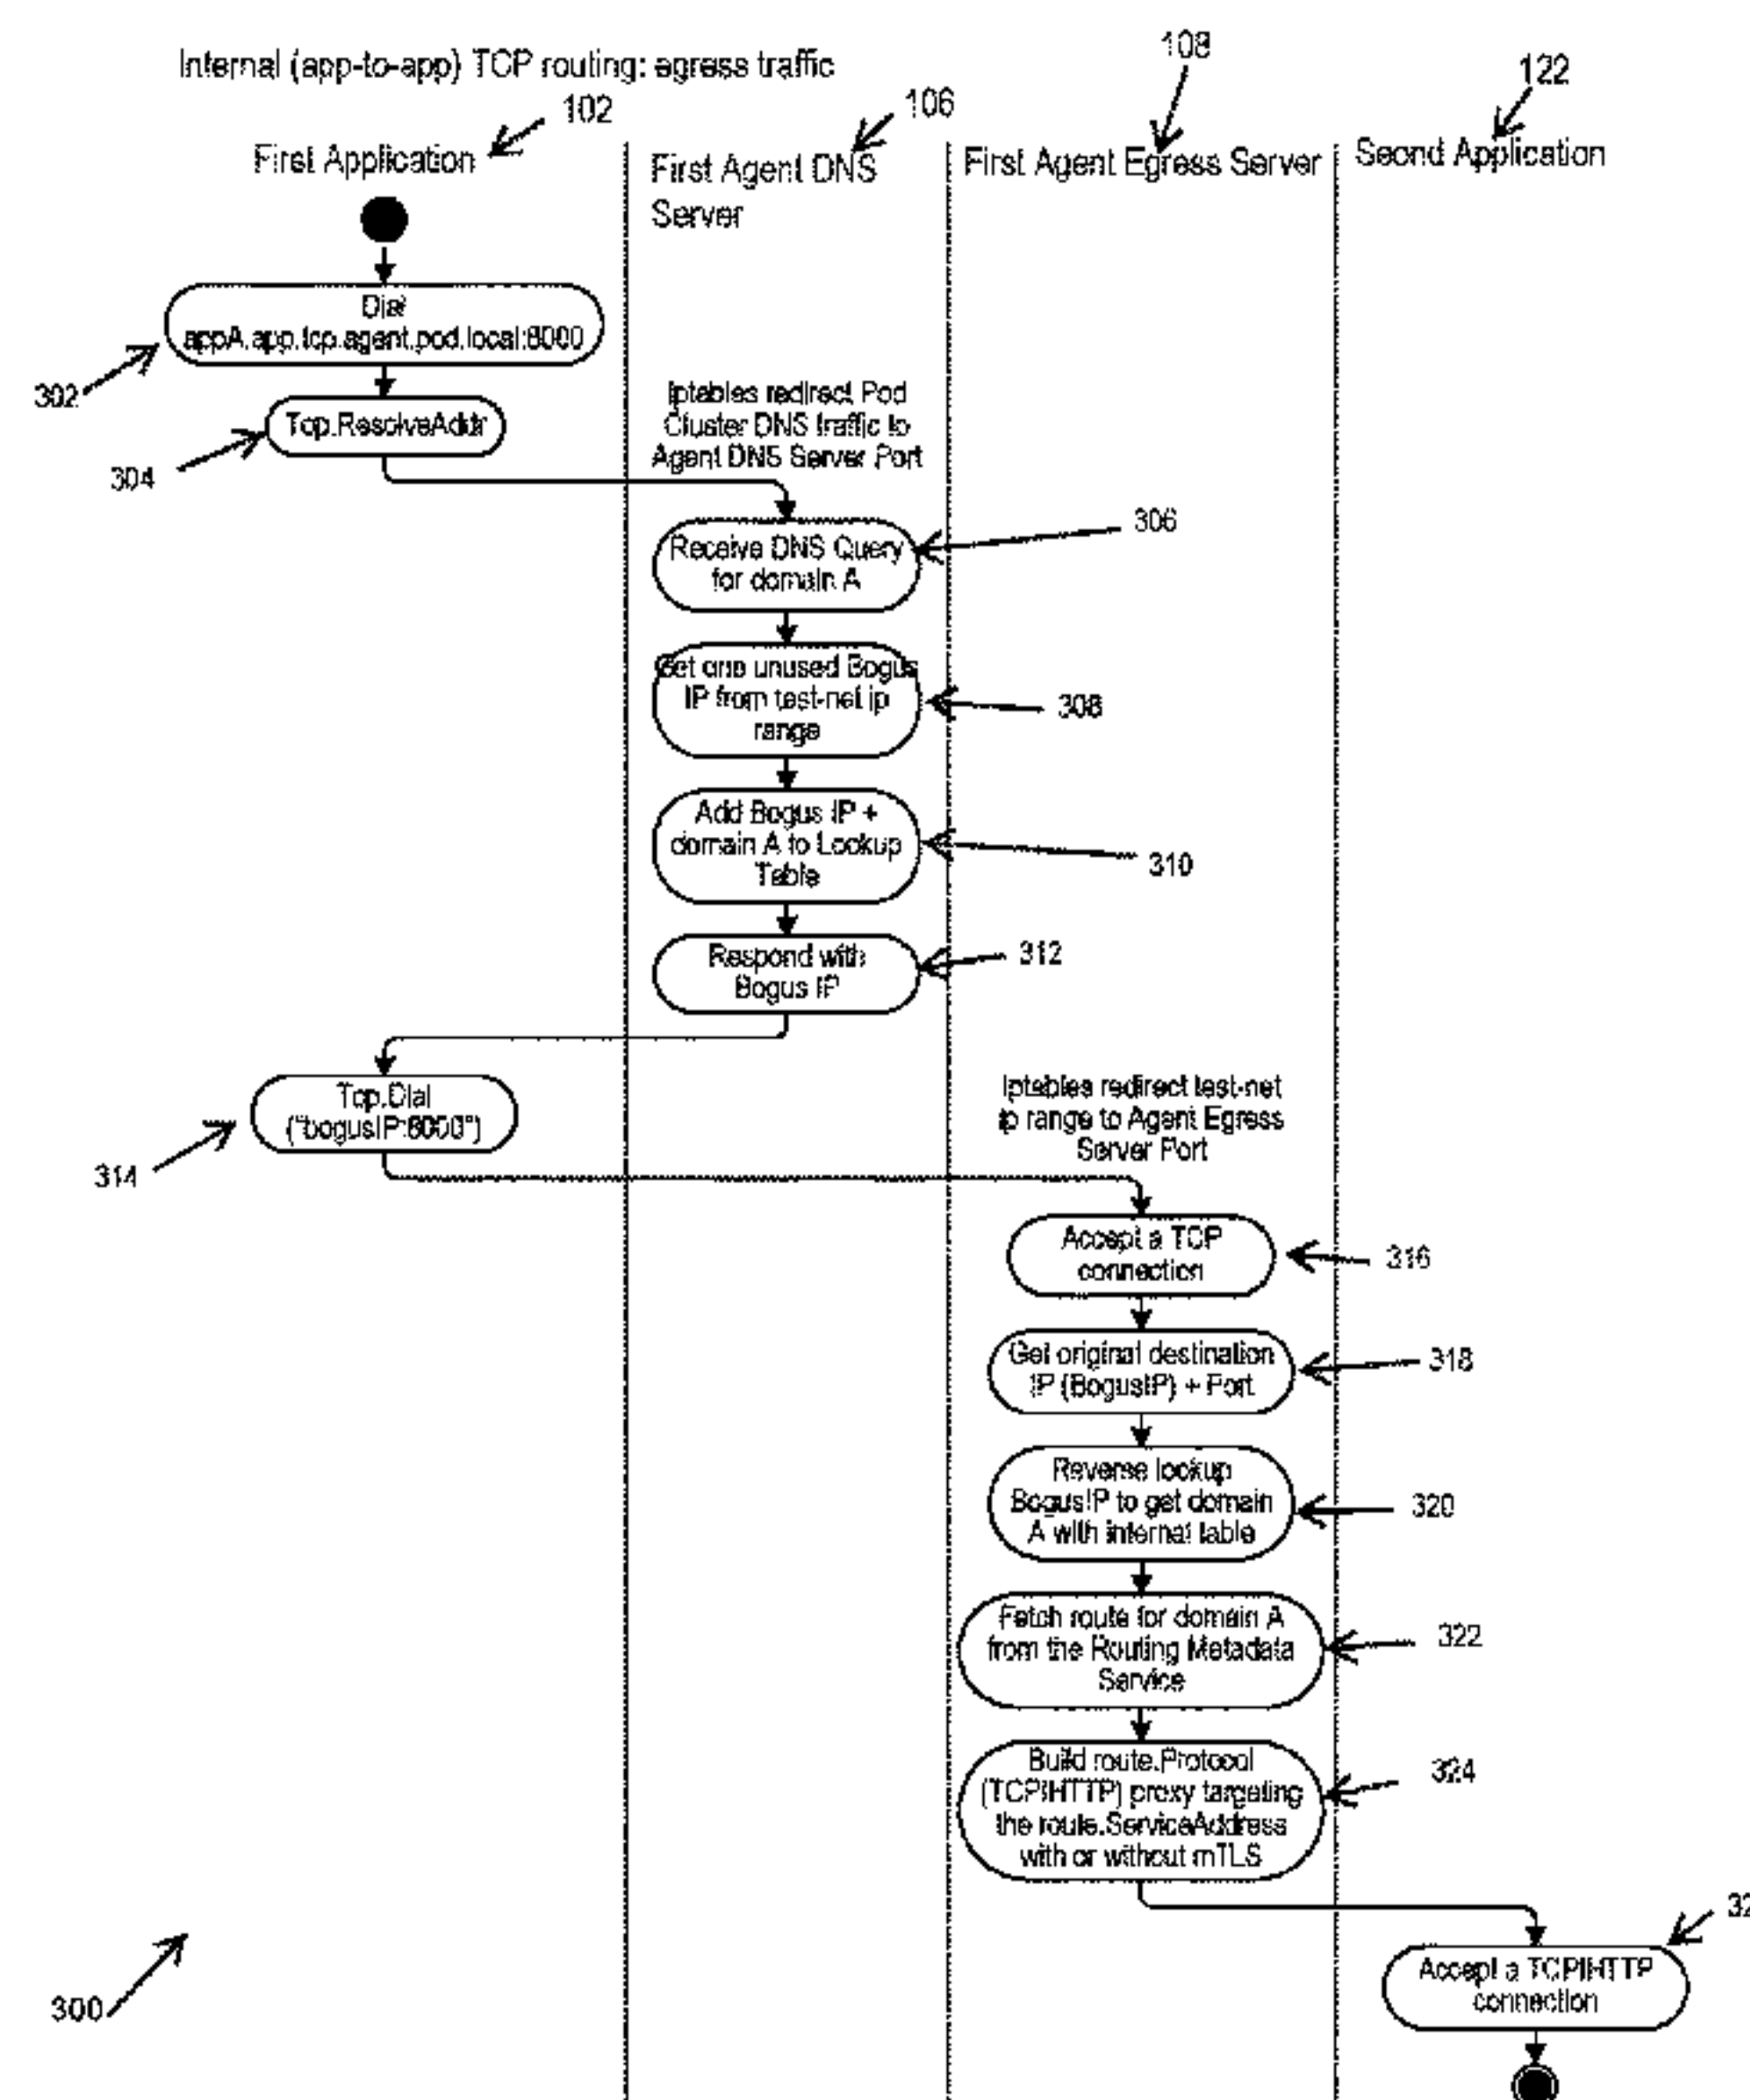 Internal (app-to-app) TCP routing: egress traffic
108
122
102
106
First Application
First Agent DNS
Server
First Agent Egress Server
Seond Application
Dial
appA.app.tcp.agent.pod.local:8000
302
Tcp.ResolveAddr
304
Iptables redirect Pod
Cluster DNS traffic to
Agent DNS Server Port
Receive DNS Query
for domain A
306
Get one unused Bogus
IP from test-net ip
range
308
Add Bogus IP +
domain A to Lookup
Table
310
Respond with
Bogus IP
312
Tcp.Dial
("bogusIP:8000")
314
Iptables redirect test-net
ip range to Agent Egress
Server Port
Accept a TCP
connection
316
Get original destination
IP (BogusIP) + Port
318
Reverse lookup
BogusIP to get domain
A with internal table
320
Fetch route for domain A
from the Routing Metadata
Service
322
Build route.Protocol
(TCP|HTTP) proxy targeting
the route.ServiceAddress
with or without mTLS
324
Accept a TCP|HTTP
connection
300